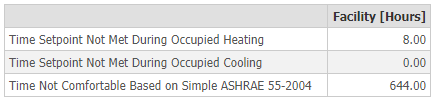 Facility [Hours]
Time Setpoint Not Met During Occupied Heating 8.00
Time Setpoint Not Met During Occupied Cooling 0.00
Time Not Comfortable Based on Simple ASHRAE 55-2004 644.00